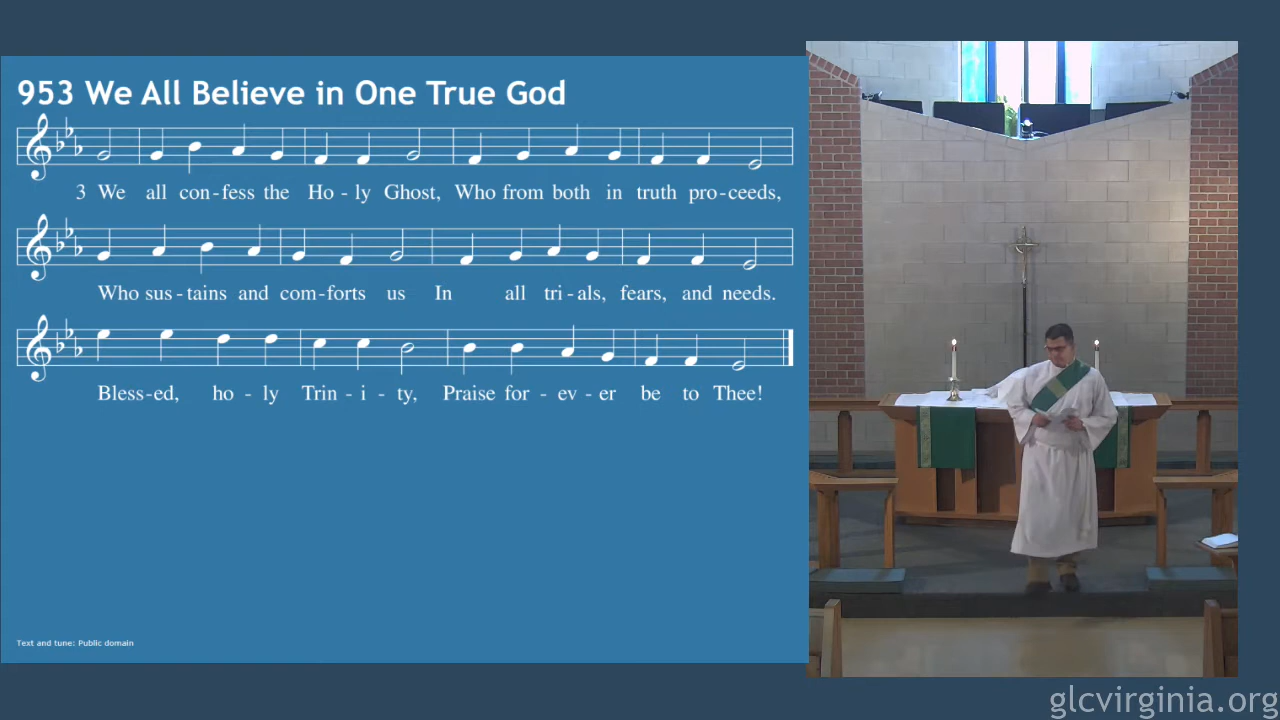 953 We All Believe in One True God
3 We all con-fess the Ho - ly Ghost, Who from both in truth pro-ceeds,
Who sus-tains and com-forts us In all tri-als, fears, and needs.
Bless-ed, ho - ly Trin - i - ty, Praise for - ev - er be to Thee!
Text and tune: Public domain
glcvirginia.org